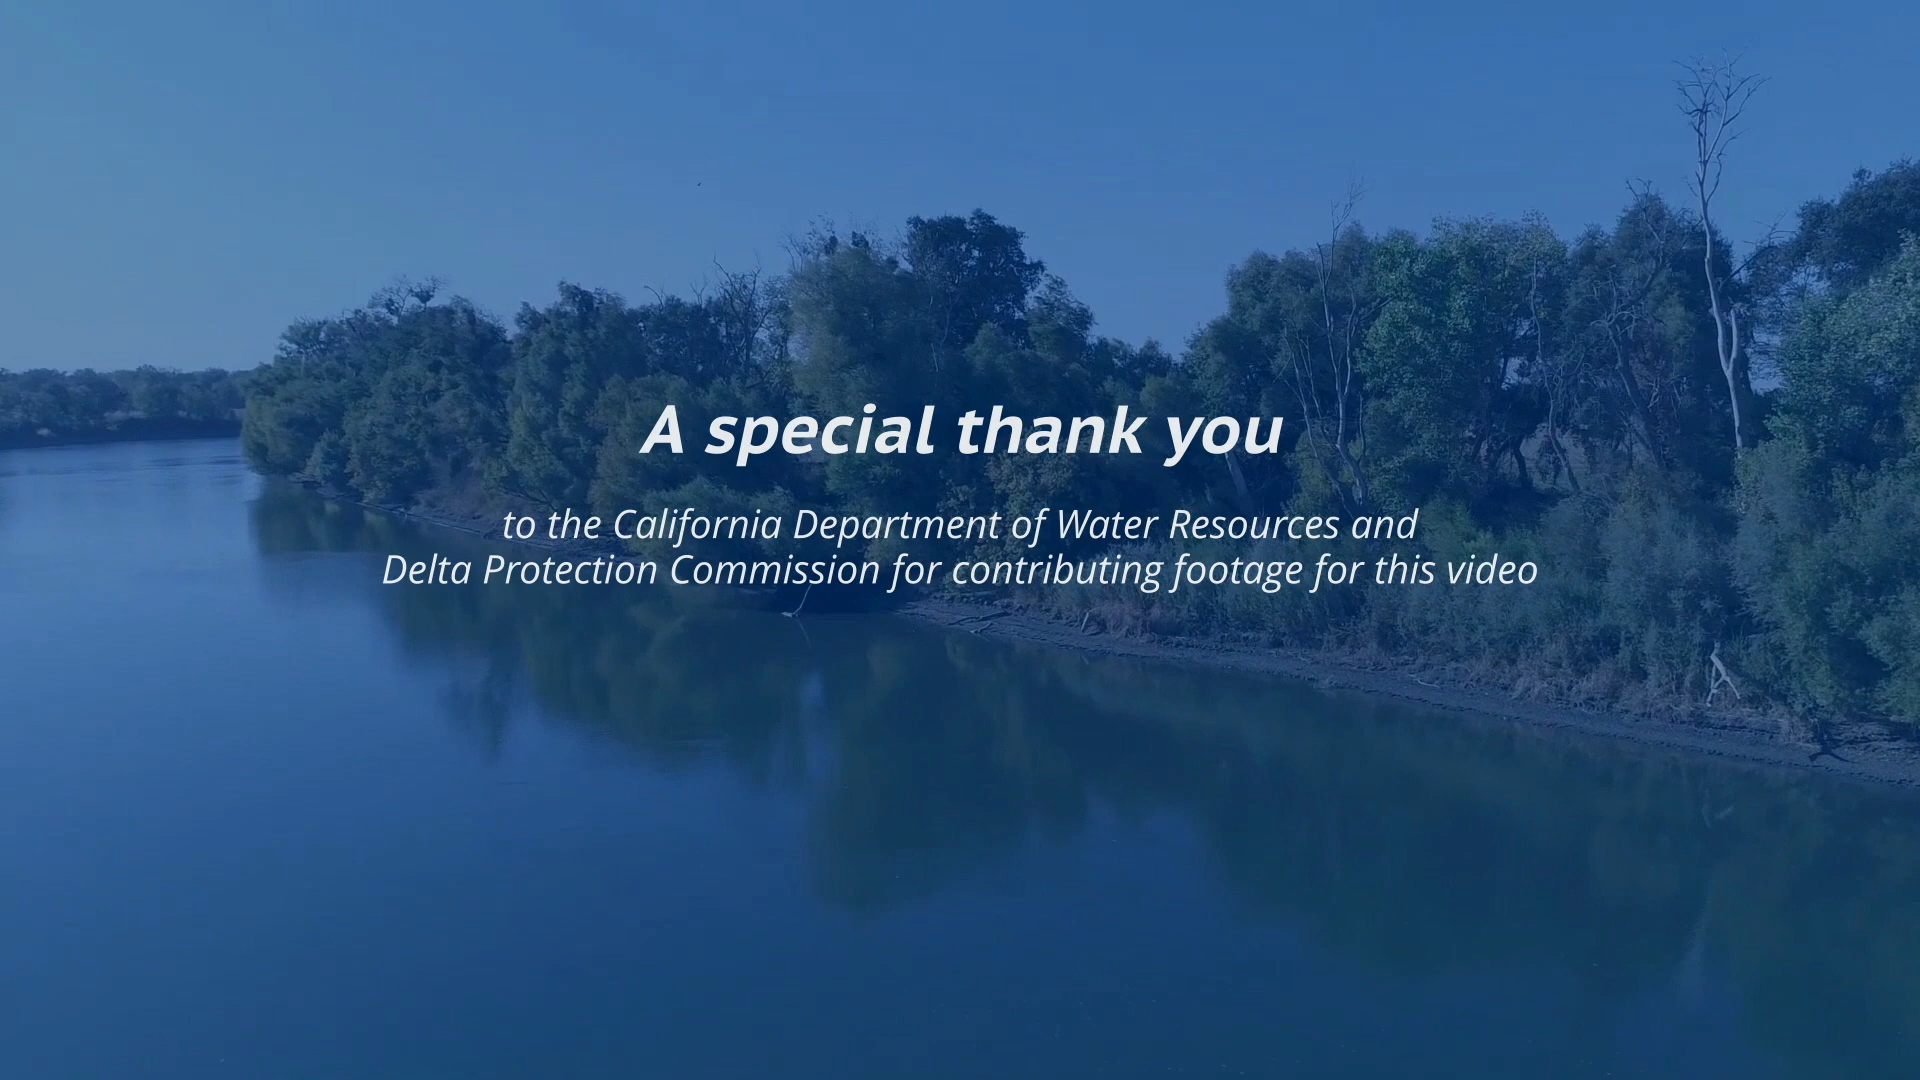 A special thank you
to the California Department of Water Resources and
Delta Protection Commission for contributing footage for this video